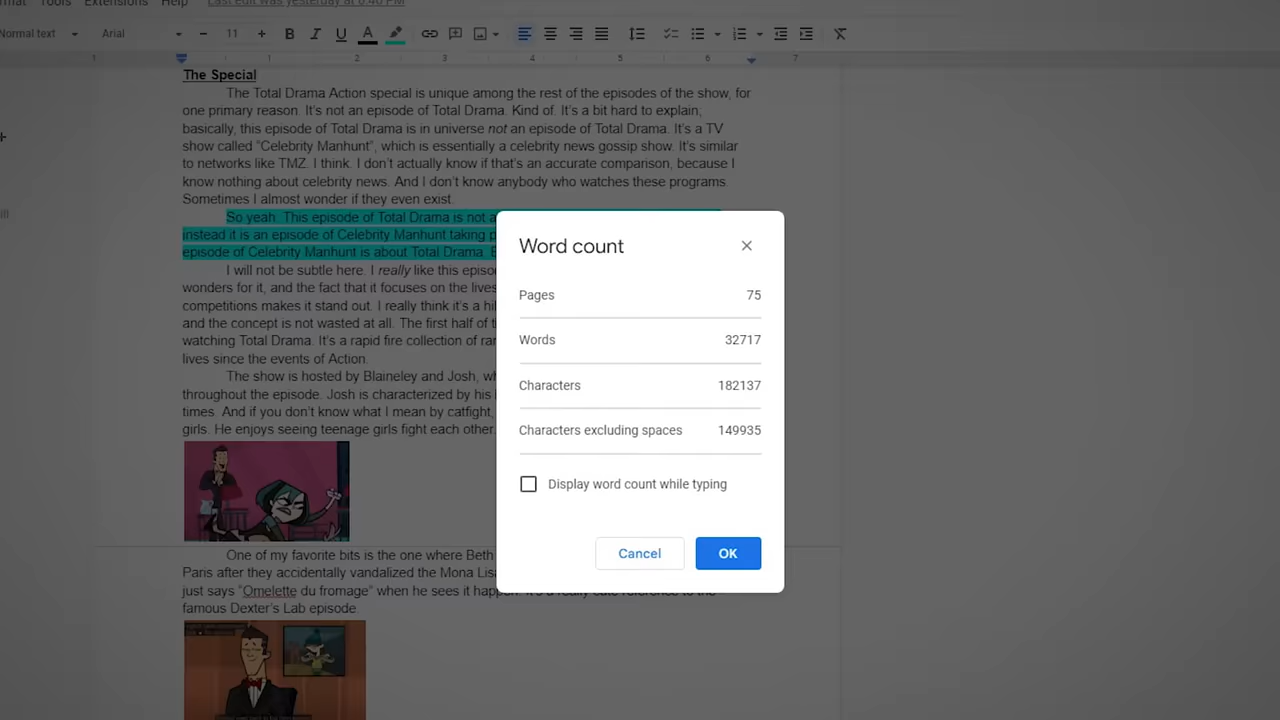 Tools Extensions Help Last edit was yesterday at 6:40 PM
Normal text Arial 11
1 1 2 3 4 5 6 7
The Special
The Total Drama Action special is unique among the rest of the episodes of the show, for
one primary reason. It's not an episode of Total Drama. Kind of. It's a bit hard to explain,
basically, this episode of Total Drama is in universe not an episode of Total Drama. It's a TV
show called "Celebrity Manhunt", which is essentially a celebrity news gossip show. It's similar
to networks like TMZ. I think. I don't actually know if that's an accurate comparison, because I
know nothing about celebrity news. And I don't know anybody who watches these programs.
Sometimes I almost wonder if they even exist.
So yeah. This episode of Total Drama is not
instead it is an episode of Celebrity Manhunt taking
episode of Celebrity Manhunt is about Total Drama.
I will not be subtle here. I really like this
wonders for it, and the fact that it focuses on the lives
competitions makes it stand out. I really think it's a
and the concept is not wasted at all. The first half of
watching Total Drama. It's a rapid fire collection of
lives since the events of Action.
The show is hosted by Blaineley and Josh,
throughout the episode. Josh is characterized by his
times. And if you don't know what I mean by catfight,
girls. He enjoys seeing teenage girls fight each other.
One of my favorite bits is the one where Beth
Paris after they accidentally vandalized the Mona
just says "Omelette du fromage" when he sees it happen. It's a really cute reference to the
famous Dexter's Lab episode.
Word count
Pages 75
Words 32717
Characters 182137
Characters excluding spaces 149935
Display word count while typing
Cancel OK